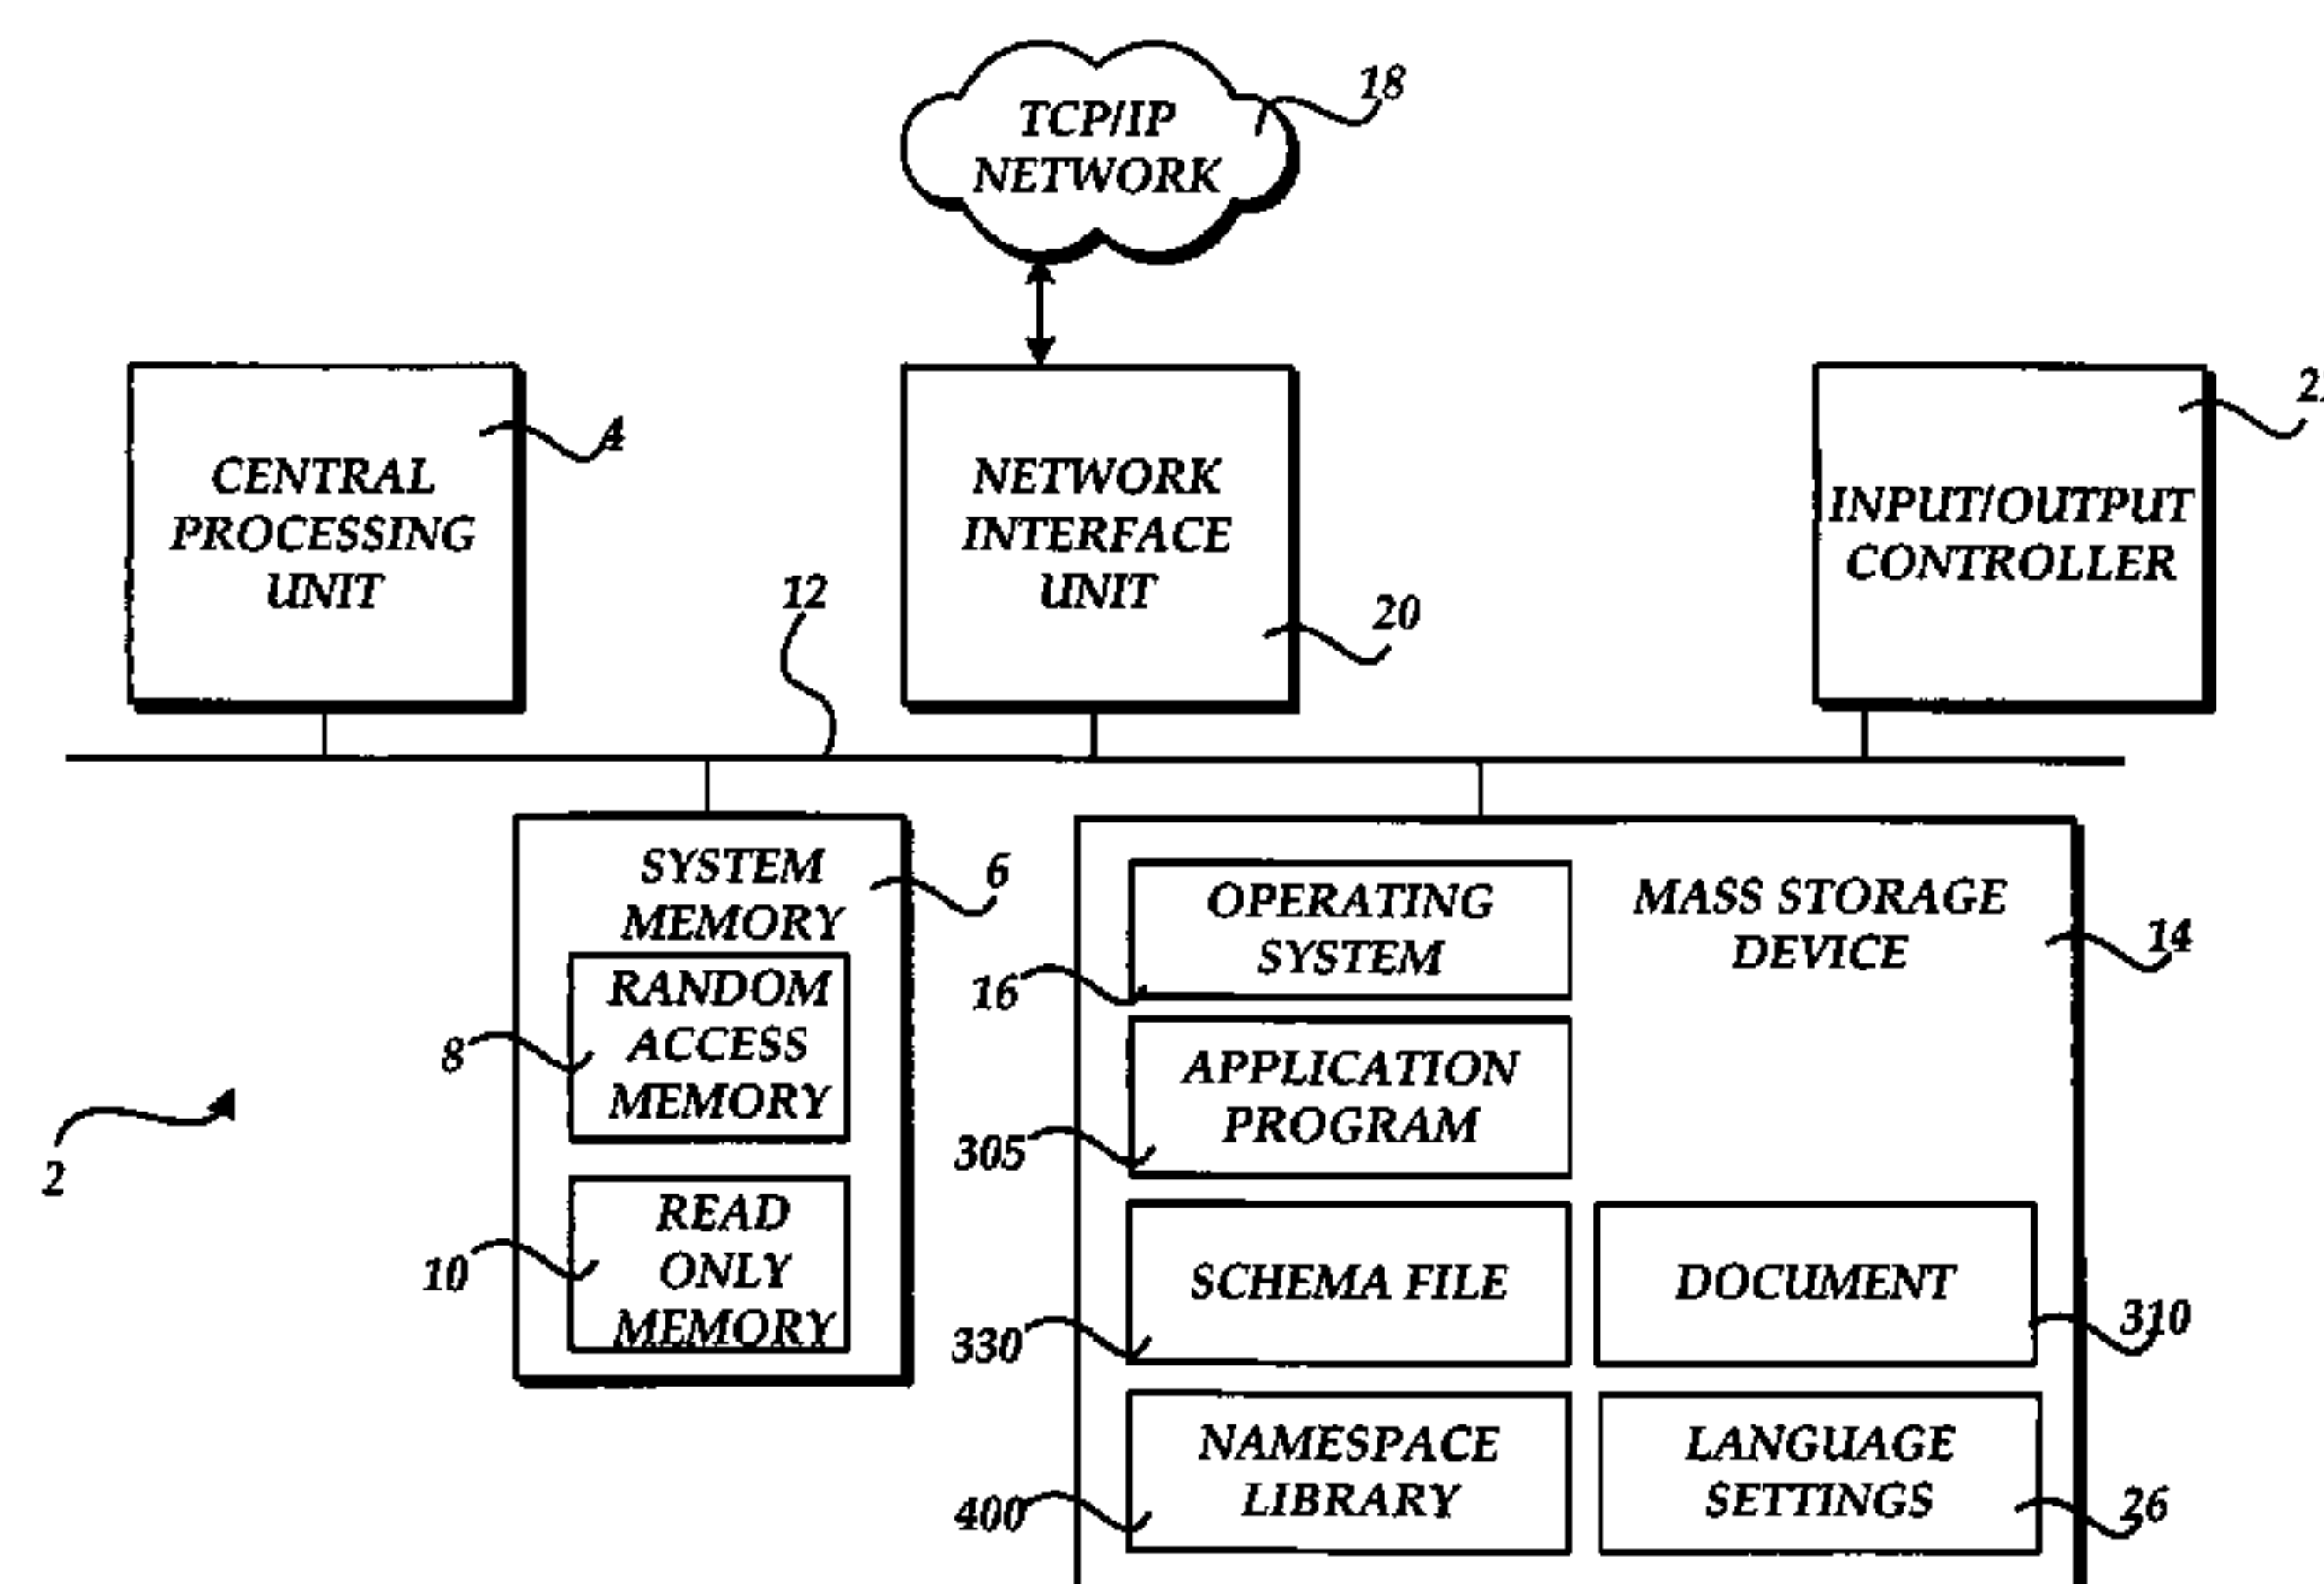 TCP/IP
NETWORK
18
CENTRAL
PROCESSING
UNIT
4
NETWORK
INTERFACE
UNIT
20
INPUT/OUTPUT
CONTROLLER
12
SYSTEM
MEMORY
6
RANDOM
ACCESS
MEMORY
8
READ
ONLY
MEMORY
10
2
MASS STORAGE
DEVICE
14
OPERATING
SYSTEM
16
APPLICATION
PROGRAM
305
SCHEMA FILE
330
DOCUMENT
310
NAMESPACE
LIBRARY
400
LANGUAGE
SETTINGS
26